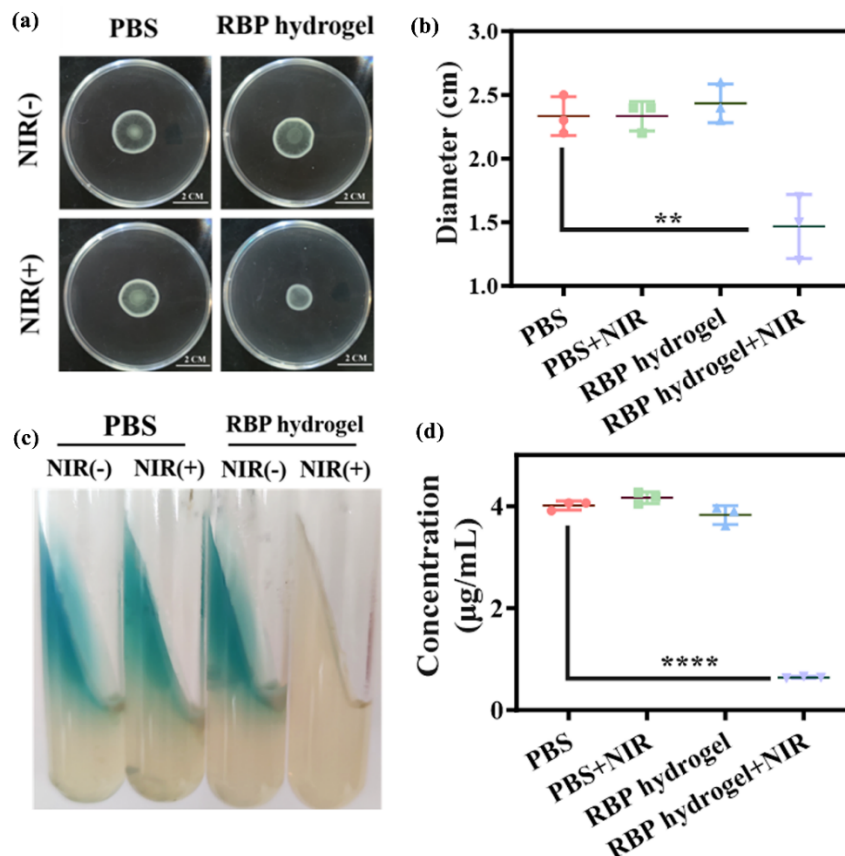 (a)
PBS
RBP hydrogel
NIR(-)
2 CM
2 CM
NIR(+)
2 CM
2 CM
(b)
Diameter (cm)
3.0
2.5
2.0
1.5
1.0
**
PBS
PBS+NIR
RBP hydrogel
RBP hydrogel+NIR
(c)
PBS
RBP hydrogel
NIR(-)
NIR(+)
NIR(-)
NIR(+)
(d)
Concentration
(μg/mL)
4
2
0
****
PBS
PBS+NIR
RBP hydrogel
RBP hydrogel+NIR